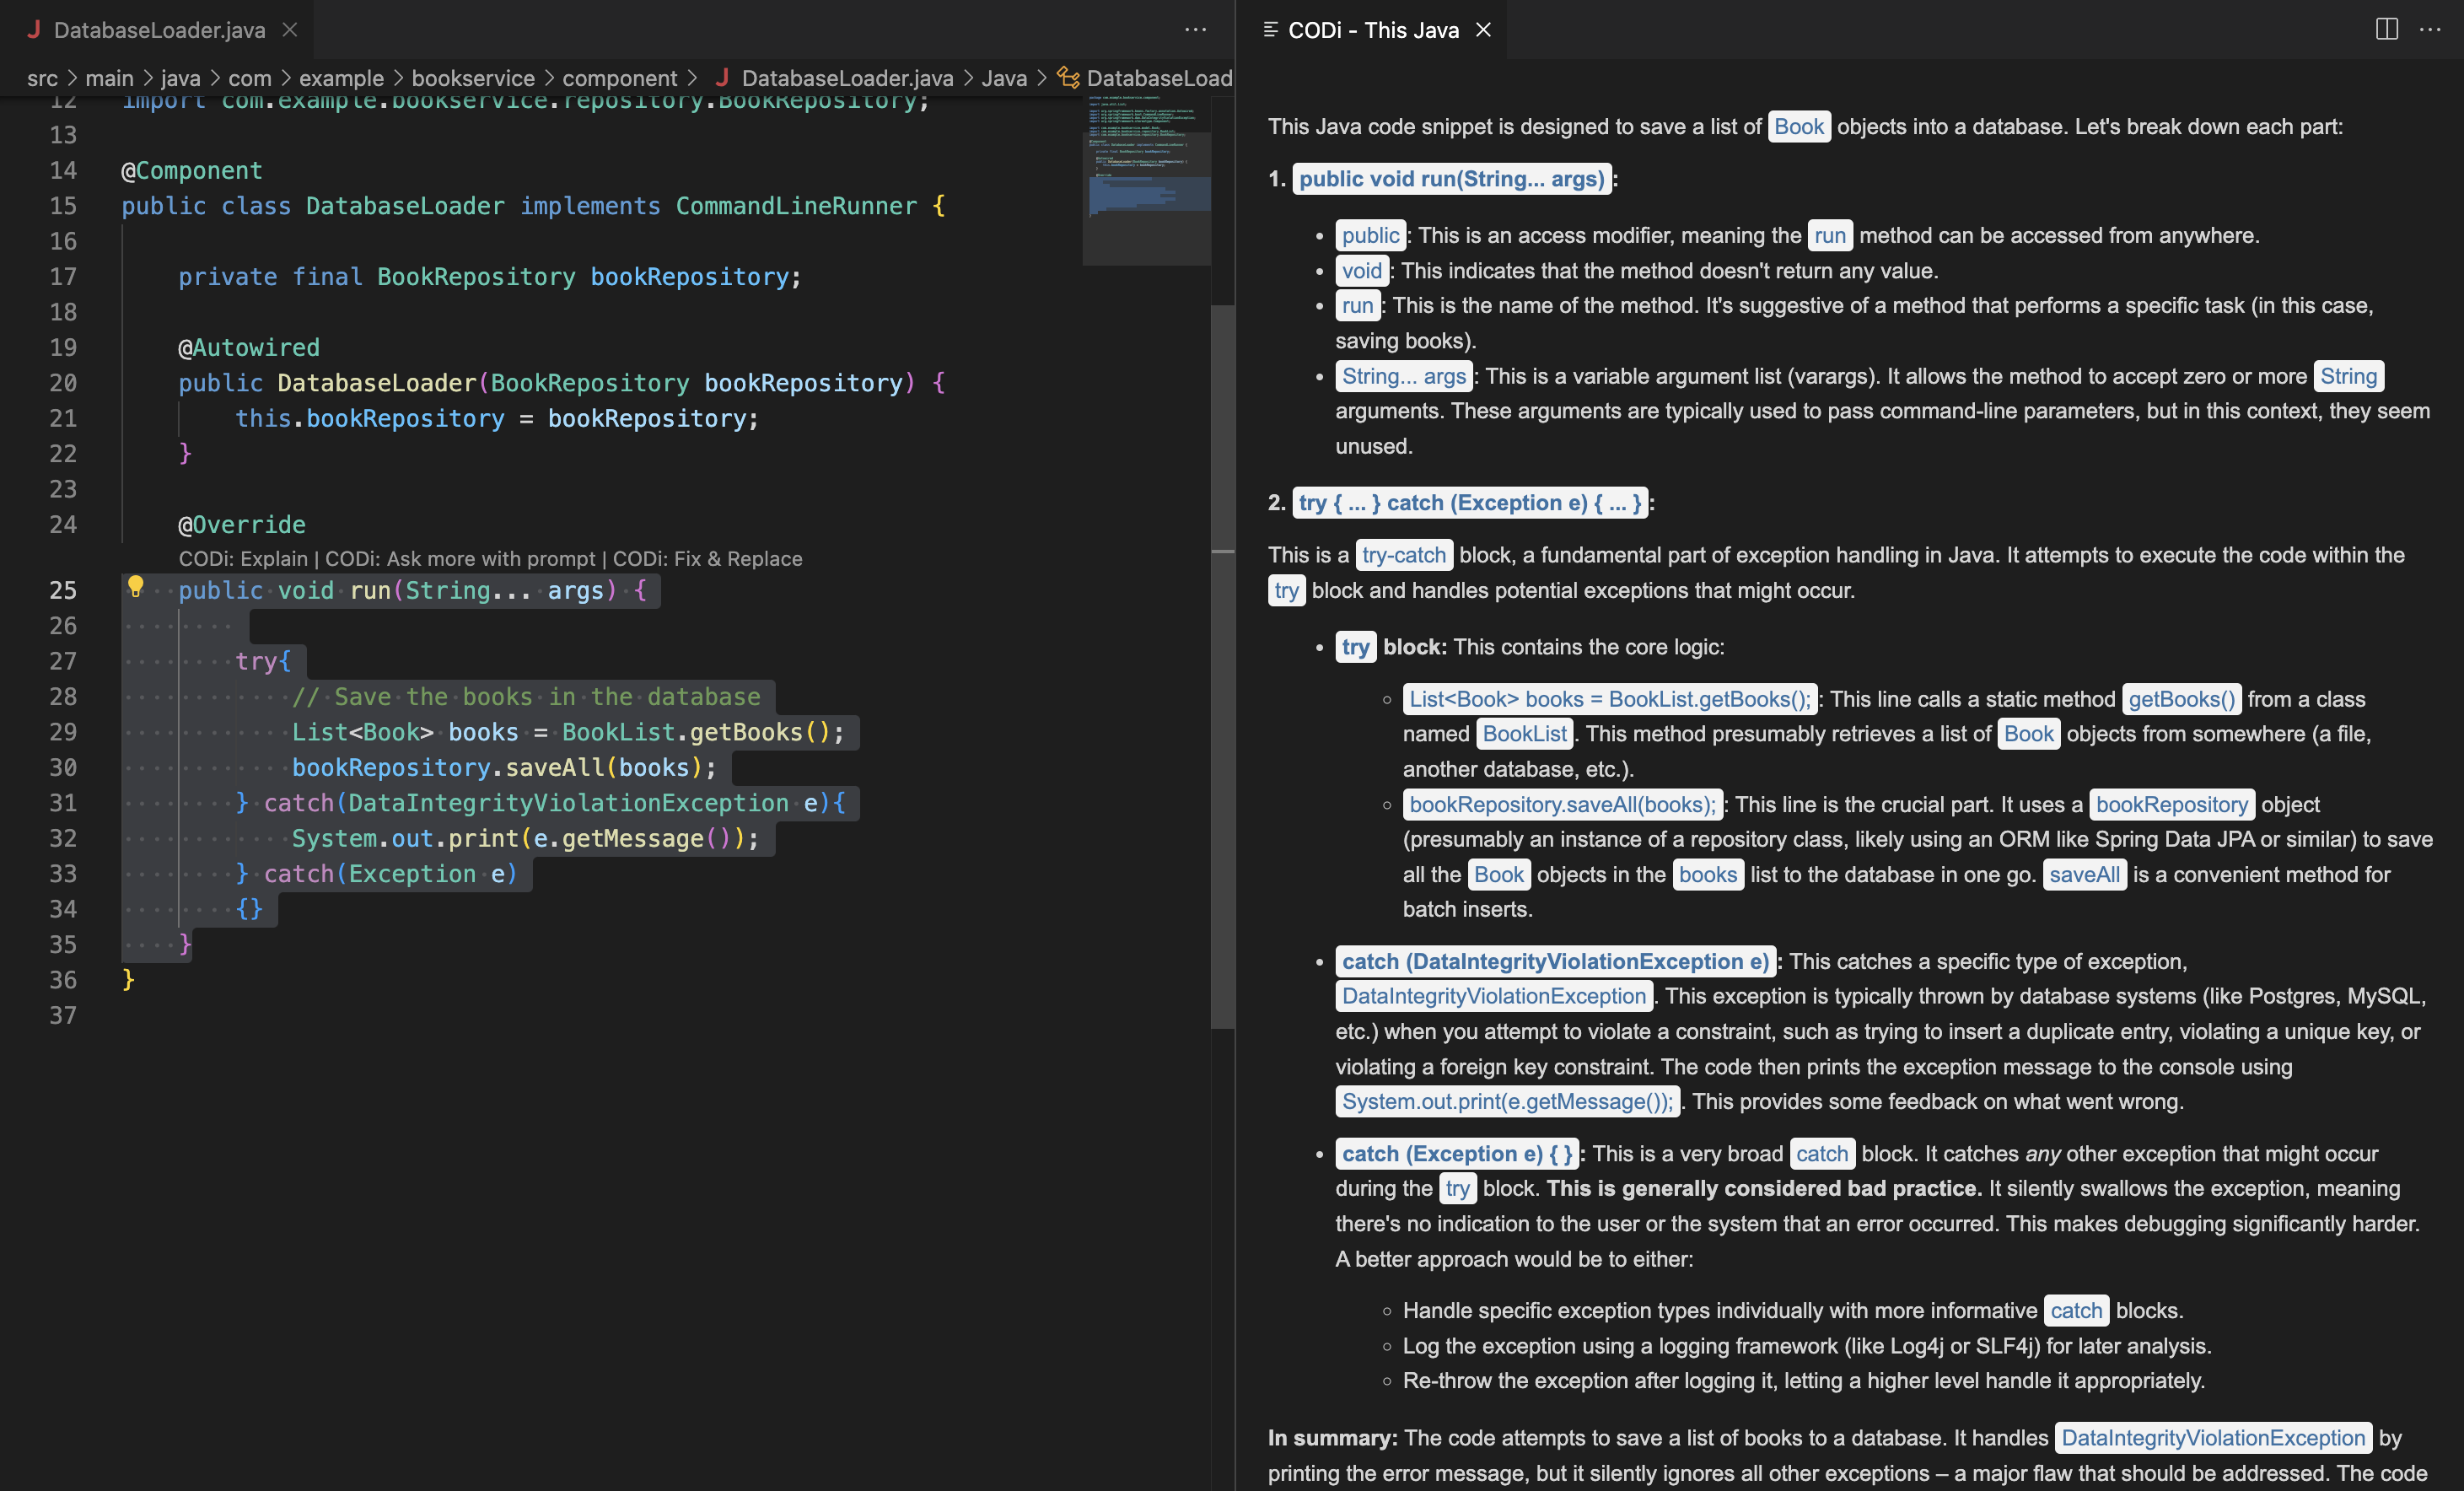 DatabaseLoader.java
src > main > java > com > example > bookservice > component > DatabaseLoader.java > Java > DatabaseLoad
12 import com.example.bookservice.repository.BookRepository;
13
14 @Component
15 public class DatabaseLoader implements CommandLineRunner {
16
17 private final BookRepository bookRepository;
18
19 @Autowired
20 public DatabaseLoader(BookRepository bookRepository) {
21 this.bookRepository = bookRepository;
22 }
23
24 @Override
CODi: Explain | CODi: Ask more with prompt | CODi: Fix & Replace
25 public void run(String... args) {
26
27 try{
28 // Save the books in the database
29 List<Book> books = BookList.getBooks();
30 bookRepository.saveAll(books);
31 } catch(DataIntegrityViolationException e){
32 System.out.print(e.getMessage());
33 } catch(Exception e)
34 {}
35 }
36 }
37
CODi - This Java
This Java code snippet is designed to save a list of Book objects into a database. Let's break down each part:
1. public void run(String... args):
• public: This is an access modifier, meaning the run method can be accessed from anywhere.
• void: This indicates that the method doesn't return any value.
• run: This is the name of the method. It's suggestive of a method that performs a specific task (in this case,
saving books).
• String... args: This is a variable argument list (varargs). It allows the method to accept zero or more String
arguments. These arguments are typically used to pass command-line parameters, but in this context, they seem
unused.
2. try { ... } catch (Exception e) { ... }:
This is a try-catch block, a fundamental part of exception handling in Java. It attempts to execute the code within the
try block and handles potential exceptions that might occur.
• try block: This contains the core logic:
◦ List<Book> books = BookList.getBooks();: This line calls a static method getBooks() from a class
named BookList. This method presumably retrieves a list of Book objects from somewhere (a file,
another database, etc.).
◦ bookRepository.saveAll(books);: This line is the crucial part. It uses a bookRepository object
(presumably an instance of a repository class, likely using an ORM like Spring Data JPA or similar) to save
all the Book objects in the books list to the database in one go. saveAll is a convenient method for
batch inserts.
• catch (DataIntegrityViolationException e): This catches a specific type of exception,
DataIntegrityViolationException. This exception is typically thrown by database systems (like Postgres, MySQL,
etc.) when you attempt to violate a constraint, such as trying to insert a duplicate entry, violating a unique key, or
violating a foreign key constraint. The code then prints the exception message to the console using
System.out.print(e.getMessage());. This provides some feedback on what went wrong.
• catch (Exception e) { }: This is a very broad catch block. It catches any other exception that might occur
during the try block. This is generally considered bad practice. It silently swallows the exception, meaning
there's no indication to the user or the system that an error occurred. This makes debugging significantly harder.
A better approach would be to either:
◦ Handle specific exception types individually with more informative catch blocks.
◦ Log the exception using a logging framework (like Log4j or SLF4j) for later analysis.
◦ Re-throw the exception after logging it, letting a higher level handle it appropriately.
In summary: The code attempts to save a list of books to a database. It handles DataIntegrityViolationException by
printing the error message, but it silently ignores all other exceptions – a major flaw that should be addressed. The code